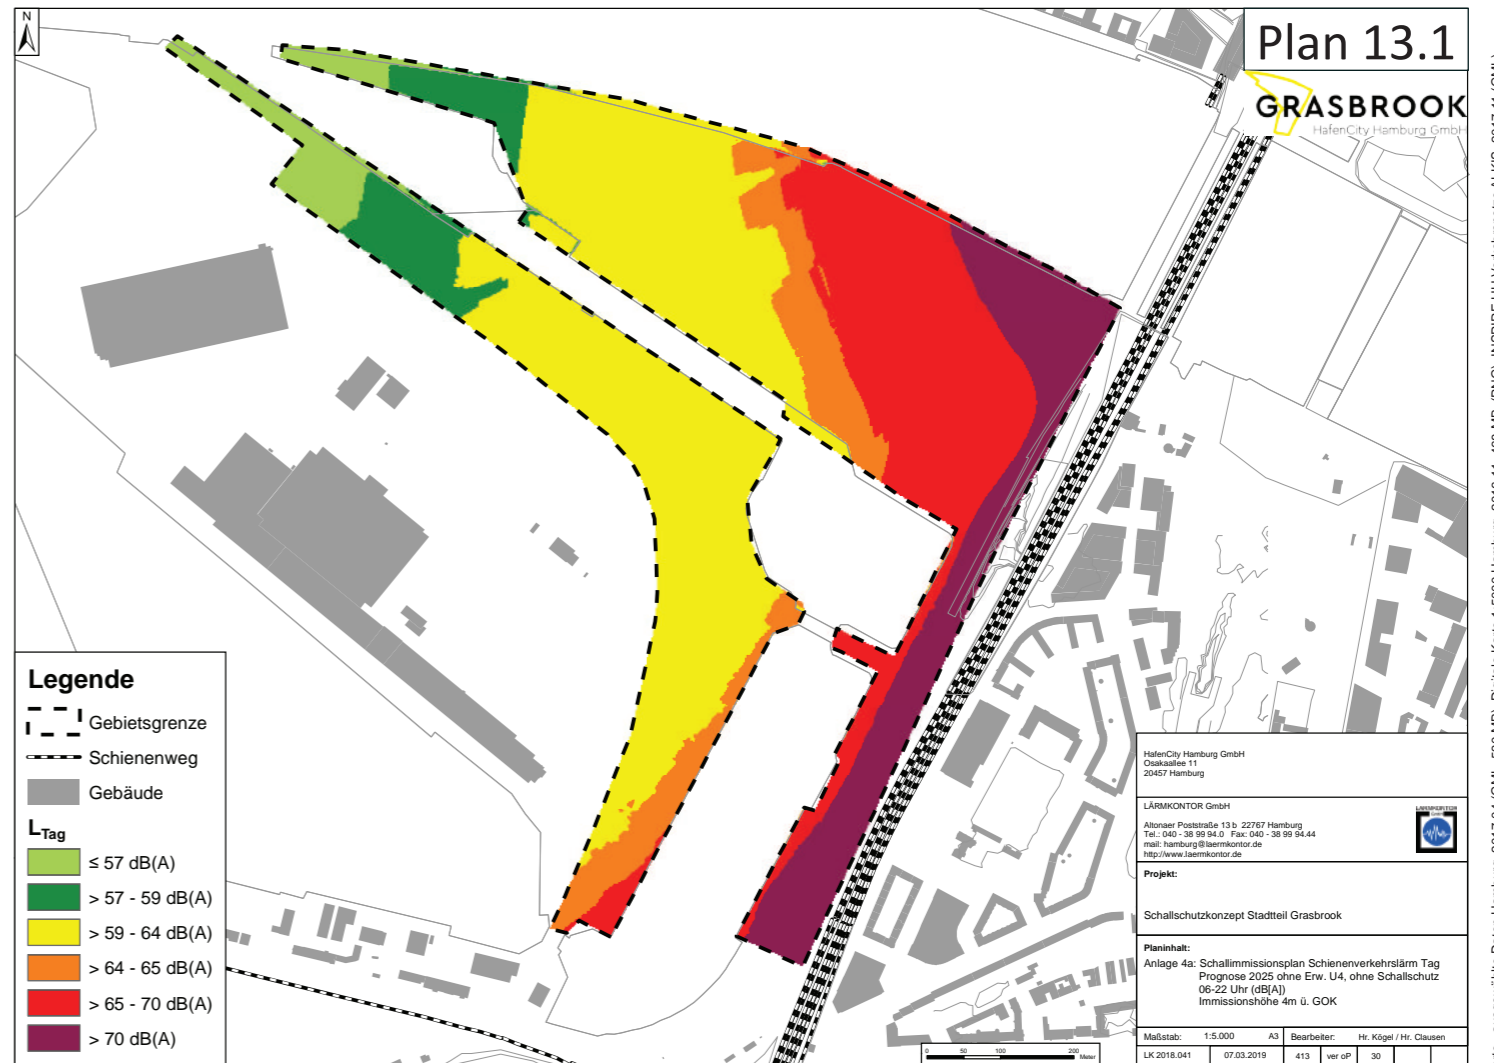 N
Plan 13.1
GRASBROOK
HafenCity Hamburg GmbH
Legende
Gebietsgrenze
Schienenweg
Gebäude
LTag
≤ 57 dB(A)
> 57 - 59 dB(A)
> 59 - 64 dB(A)
> 64 - 65 dB(A)
> 65 - 70 dB(A)
> 70 dB(A)
HafenCity Hamburg GmbH
Osakaallee 11
20457 Hamburg
LÄRMKONTOR GmbH
Altonaer Poststraße 13 b 22767 Hamburg
Tel.: 040 - 38 99 94.0 Fax: 040 - 38 99 94.44
mail: hamburg@laermkontor.de
http://www.laermkontor.de
LÄRMKONTOR
GmbH
Projekt:
Schallschutzkonzept Stadtteil Grasbrook
Planinhalt:
Anlage 4a: Schallimmissionsplan Schienenverkehrslärm Tag
Prognose 2025 ohne Erw. U4, ohne Schallschutz
06-22 Uhr (dB[A])
Immissionshöhe 4m ü. GOK
Maßstab: 1:5.000 A3 Bearbeiter: Hr. Kögel / Hr. Clausen
LK 2018.041 07.03.2019 413 ver oP 30
0 50 100 200
Meter